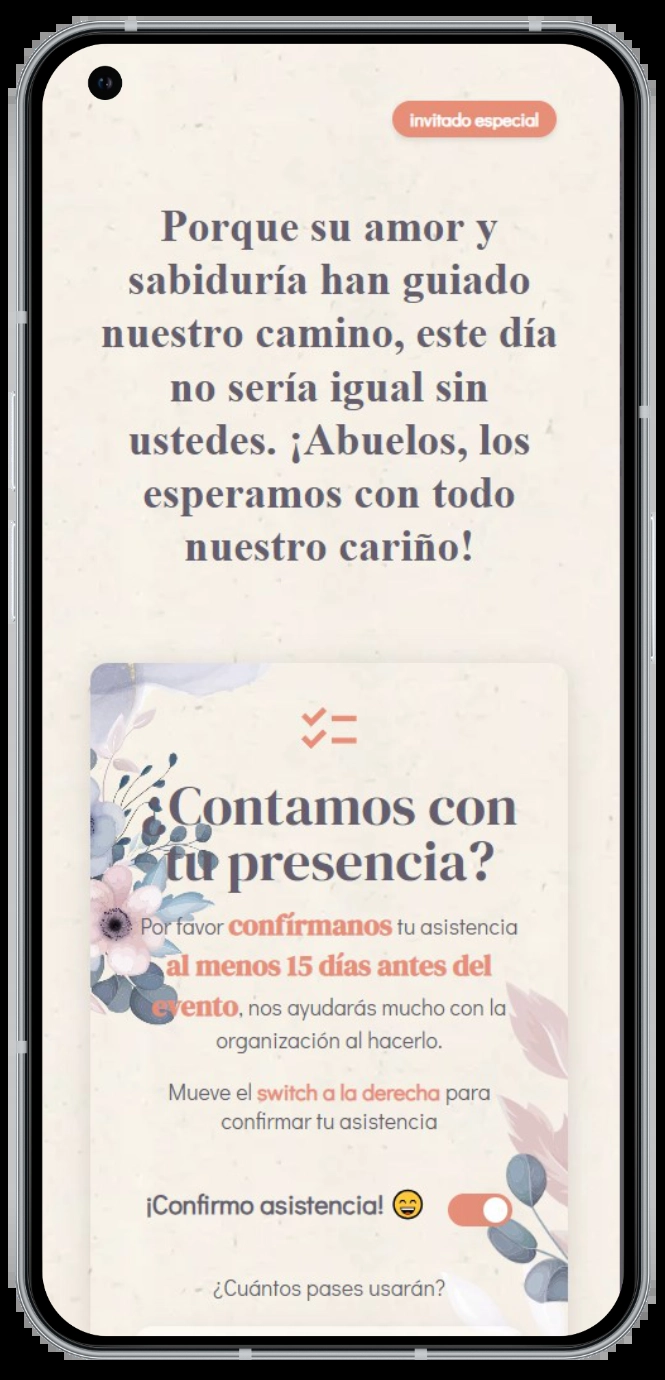 invitado especial
Porque su amor y
sabiduría han guiado
nuestro camino, este día
no sería igual sin
ustedes. ¡Abuelos, los
esperamos con todo
nuestro cariño!
¿Contamos con
tu presencia?
Por favor confírmanos tu asistencia
al menos 15 días antes del
evento, nos ayudarás mucho con la
organización al hacerlo.
Mueve el switch a la derecha para
confirmar tu asistencia
¡Confirmo asistencia! 😄
¿Cuántos pases usarán?